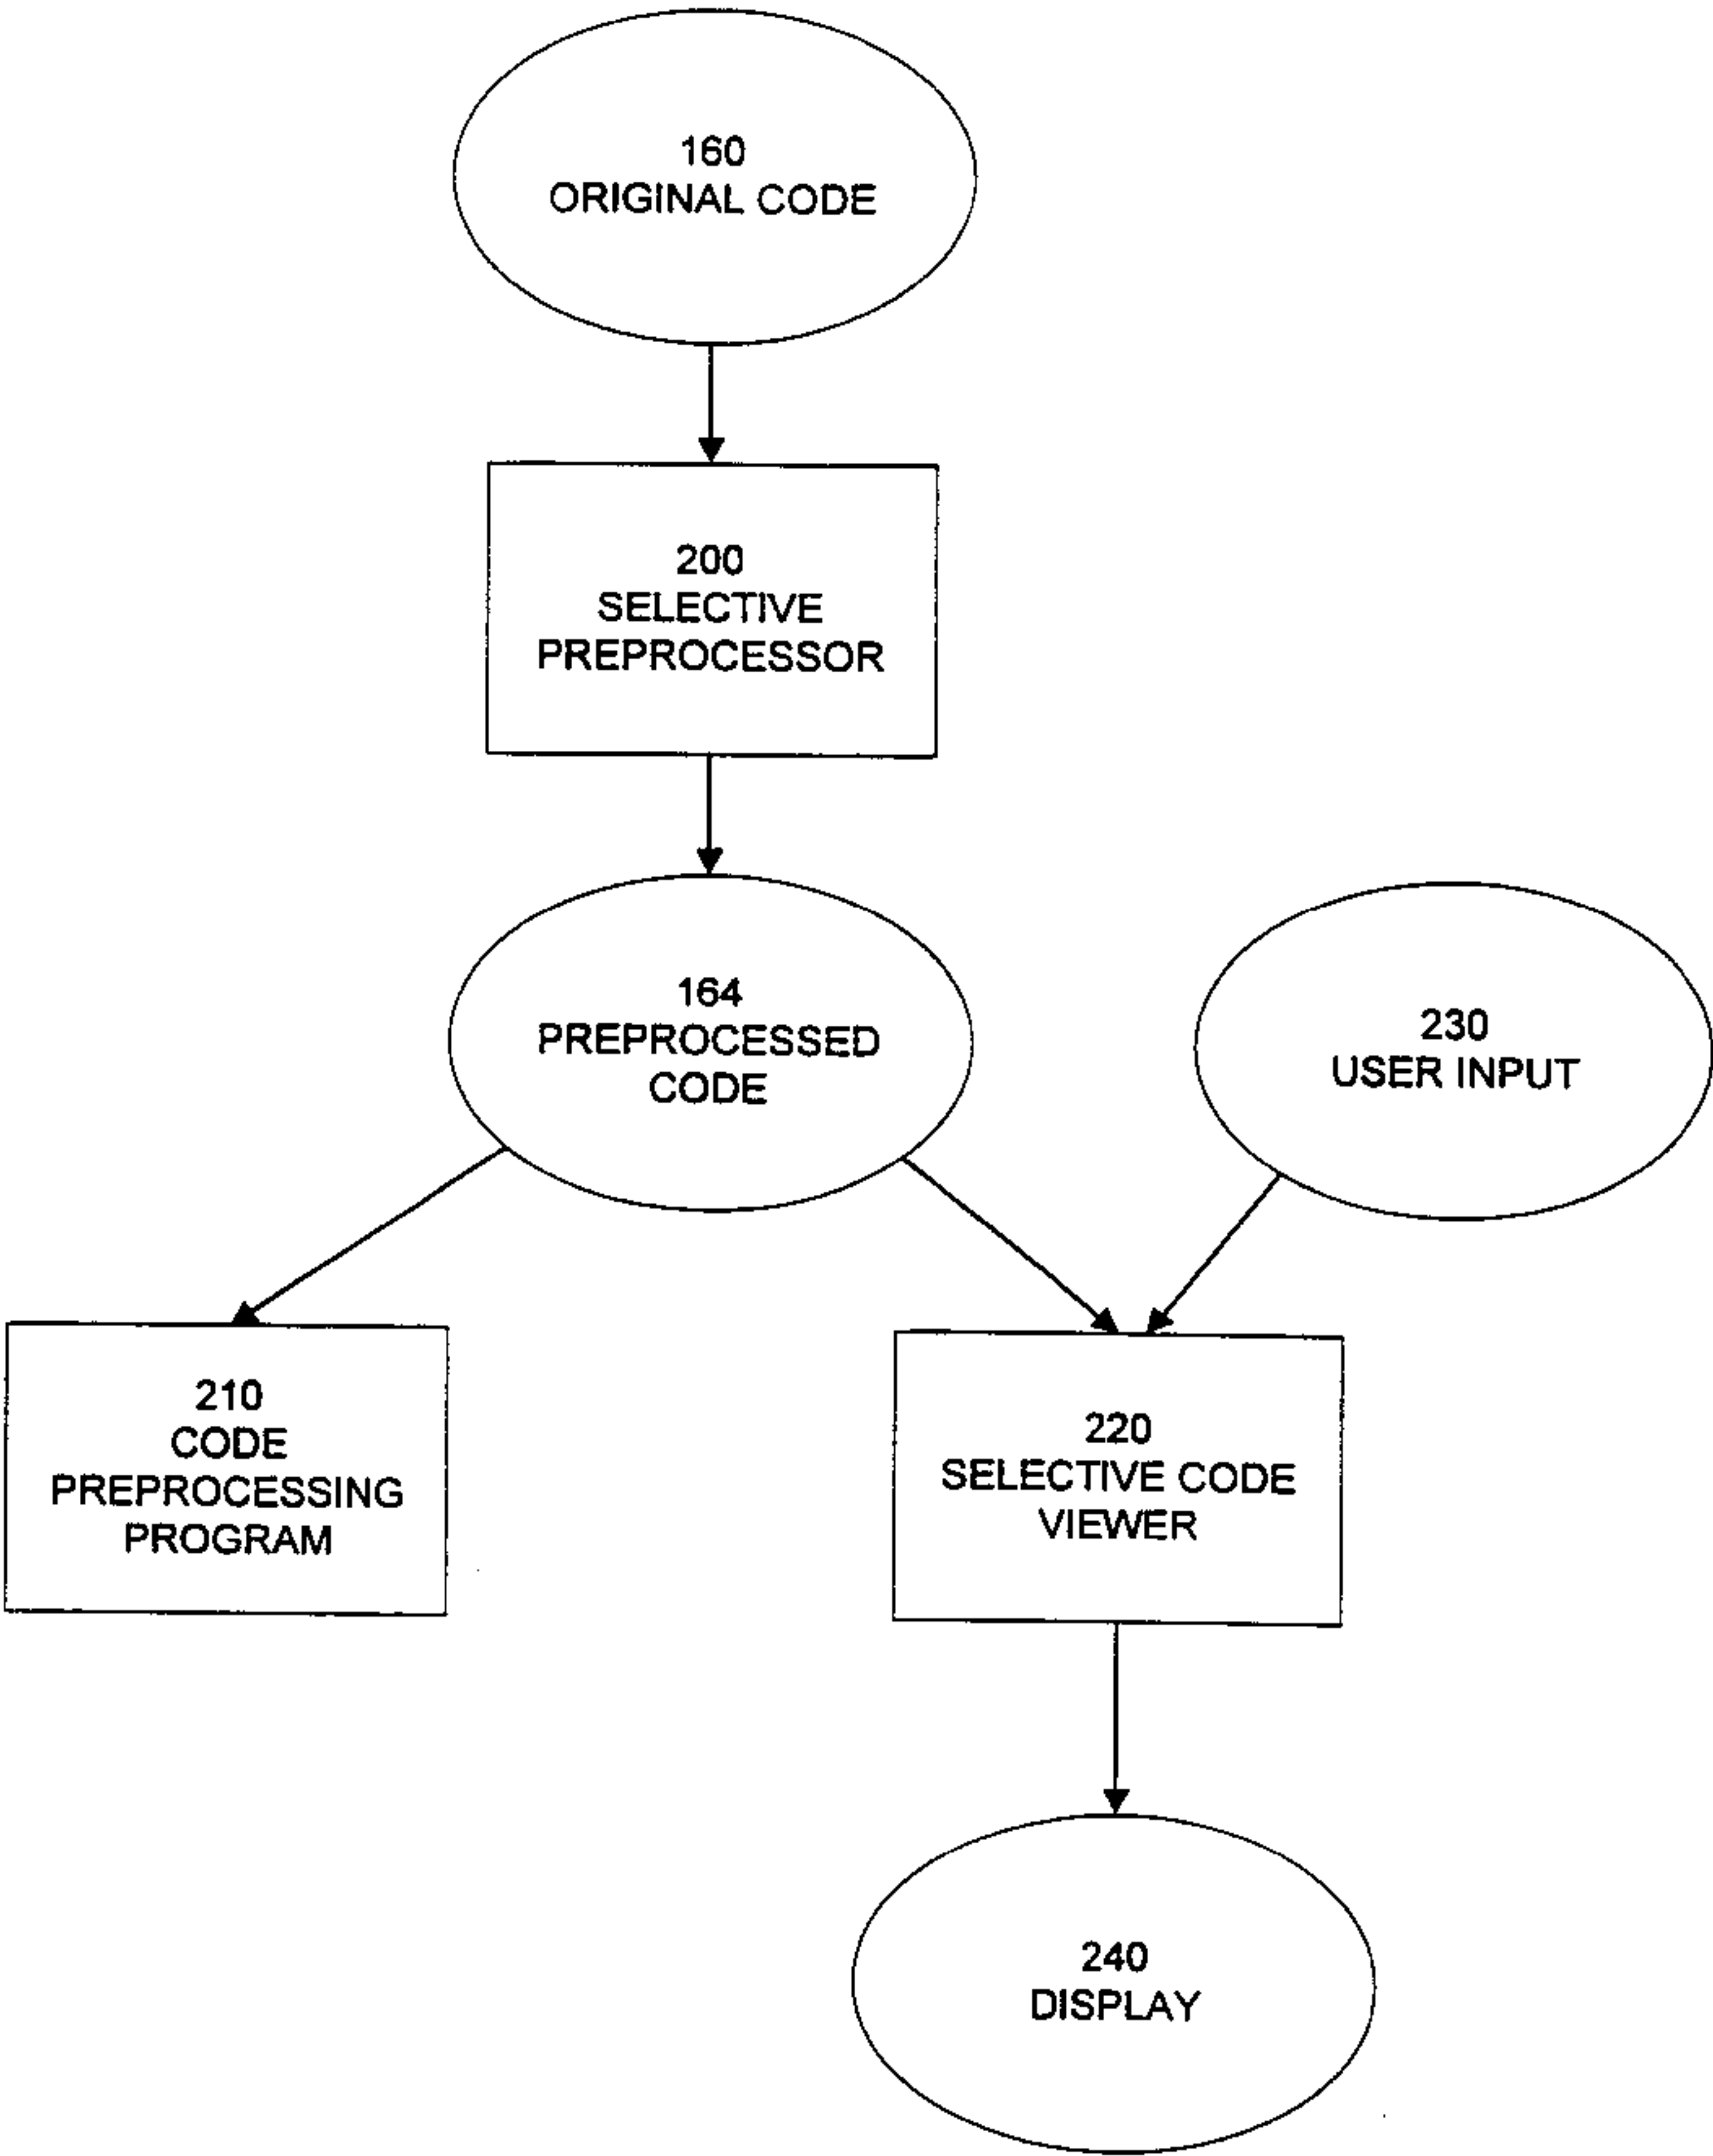 160
ORIGINAL CODE
200
SELECTIVE
PREPROCESSOR
164
PREPROCESSED
CODE
230
USER INPUT
210
CODE
PREPROCESSING
PROGRAM
220
SELECTIVE CODE
VIEWER
240
DISPLAY